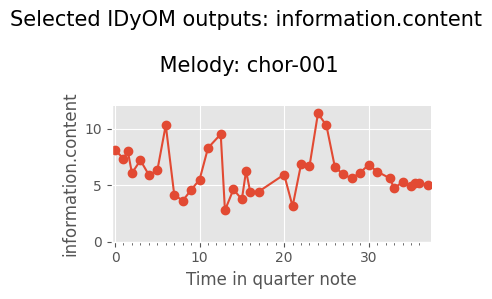 Selected IDyOM outputs: information.content
Melody: chor-001
information.content
10
5
0
0
10
20
30
Time in quarter note